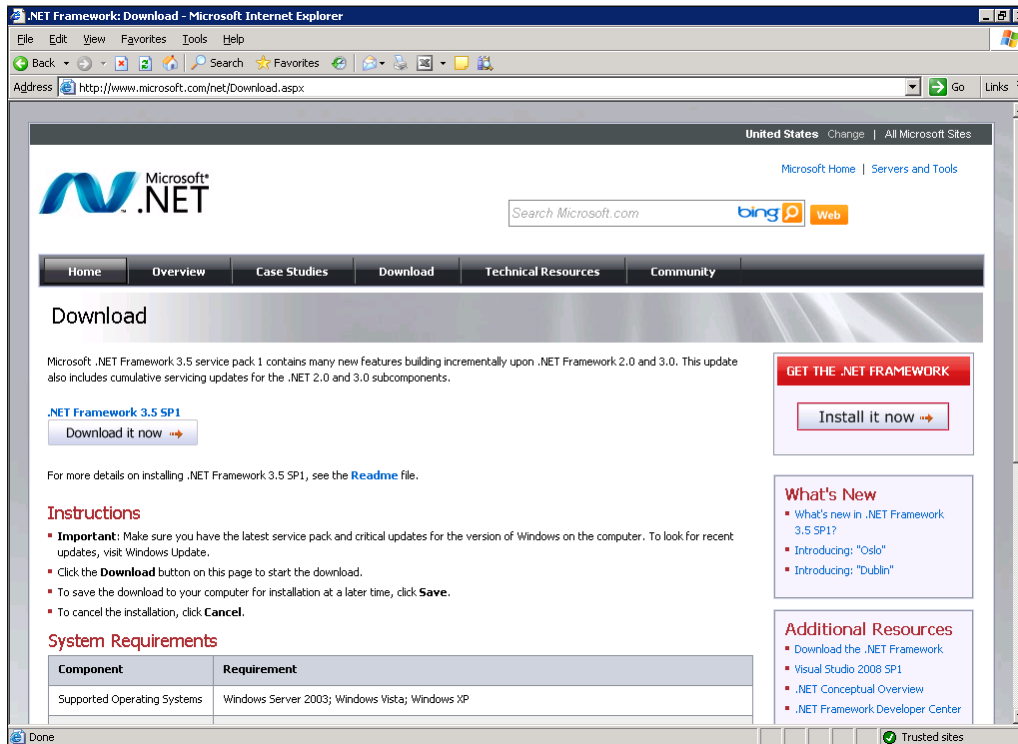 .NET Framework: Download - Microsoft Internet Explorer
File Edit View Favorites Tools Help
Back Search Favorites
Address http://www.microsoft.com/net/Download.aspx Go Links
United States Change | All Microsoft Sites
Microsoft Home | Servers and Tools
Microsoft®
.NET
Search Microsoft.com bing Web
Home Overview Case Studies Download Technical Resources Community
Download
Microsoft .NET Framework 3.5 service pack 1 contains many new features building incrementally upon .NET Framework 2.0 and 3.0. This update
also includes cumulative servicing updates for the .NET 2.0 and 3.0 subcomponents.
.NET Framework 3.5 SP1
Download it now
For more details on installing .NET Framework 3.5 SP1, see the Readme file.
Instructions
Important: Make sure you have the latest service pack and critical updates for the version of Windows on the computer. To look for recent
updates, visit Windows Update.
Click the Download button on this page to start the download.
To save the download to your computer for installation at a later time, click Save.
To cancel the installation, click Cancel.
System Requirements
Component Requirement
Supported Operating Systems Windows Server 2003; Windows Vista; Windows XP
GET THE .NET FRAMEWORK
Install it now
What's New
What's new in .NET Framework
3.5 SP1?
Introducing: "Oslo"
Introducing: "Dublin"
Additional Resources
Download the .NET Framework
Visual Studio 2008 SP1
.NET Conceptual Overview
.NET Framework Developer Center
Done Trusted sites